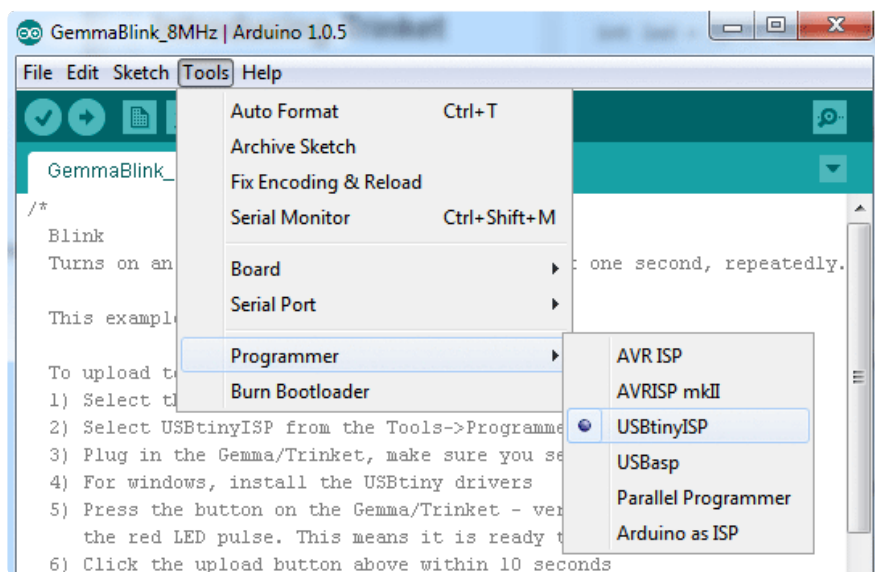 GemmaBlink_8MHz | Arduino 1.0.5
File Edit Sketch Tools Help
Auto Format Ctrl+T
Archive Sketch
Fix Encoding & Reload
Serial Monitor Ctrl+Shift+M
Board
Serial Port
Programmer
Burn Bootloader
AVR ISP
AVRISP mkII
USBtinyISP
USBasp
Parallel Programmer
Arduino as ISP
GemmaBlink_
/*
Blink
Turns on an one second, repeatedly.
This exampl
To upload t
1) Select t
2) Select USBtinyISP from the Tools->Programme
3) Plug in the Gemma/Trinket, make sure you se
4) For windows, install the USBtiny drivers
5) Press the button on the Gemma/Trinket - ver
the red LED pulse. This means it is ready t
6) Click the upload button above within 10 seconds